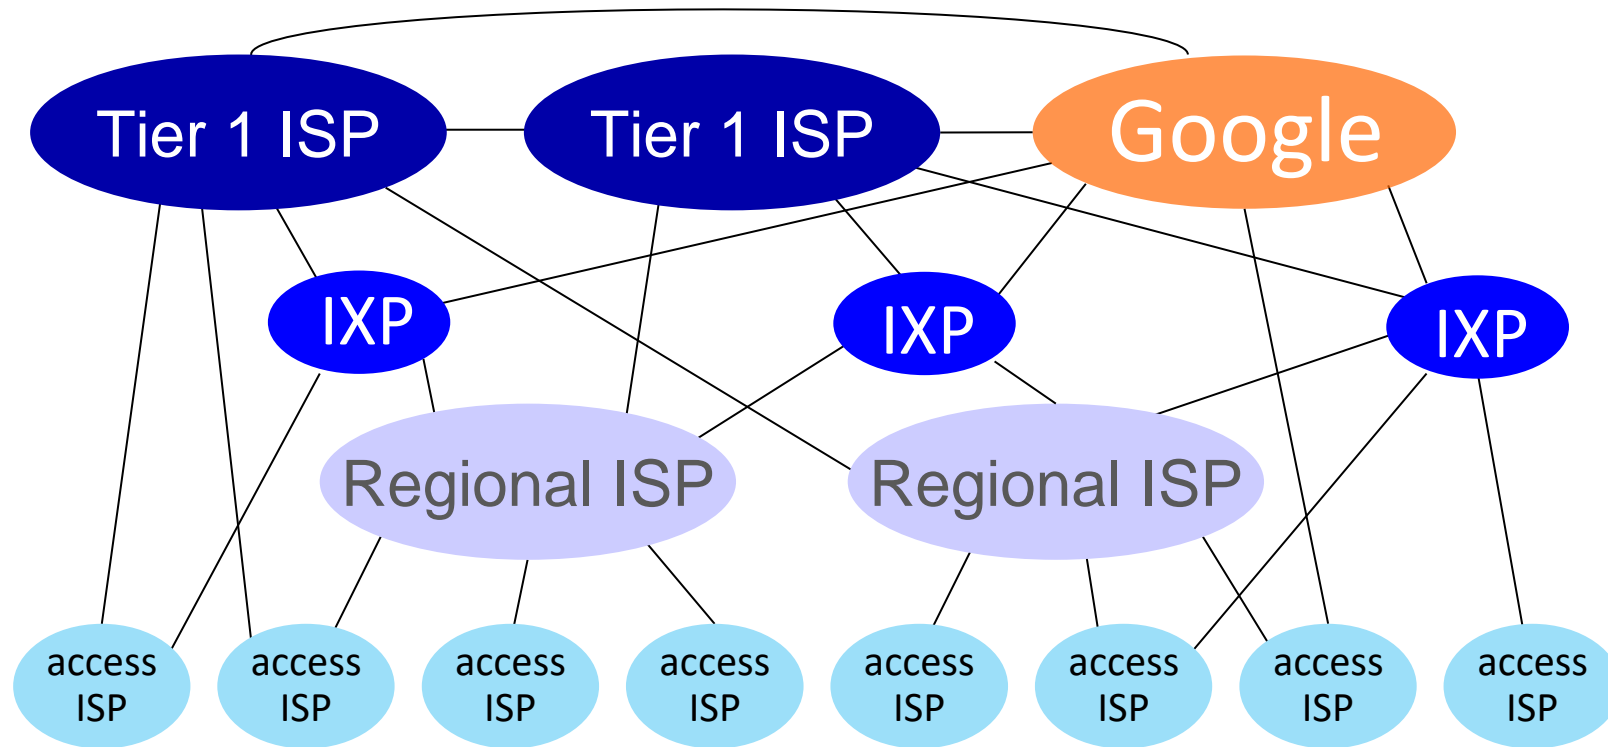 Tier 1 ISP
Tier 1 ISP
Google
IXP
IXP
IXP
Regional ISP
Regional ISP
access
ISP
access
ISP
access
ISP
access
ISP
access
ISP
access
ISP
access
ISP
access
ISP